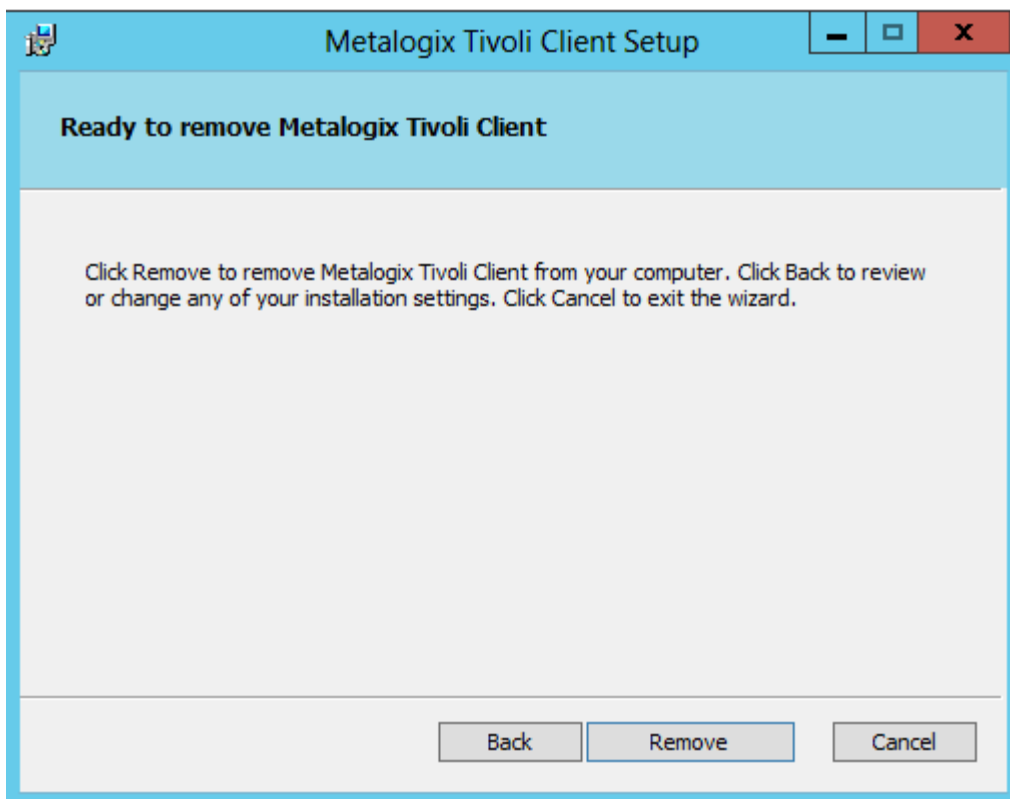 Metalogix Tivoli Client Setup
Ready to remove Metalogix Tivoli Client
Click Remove to remove Metalogix Tivoli Client from your computer. Click Back to review
or change any of your installation settings. Click Cancel to exit the wizard.
Back Remove Cancel